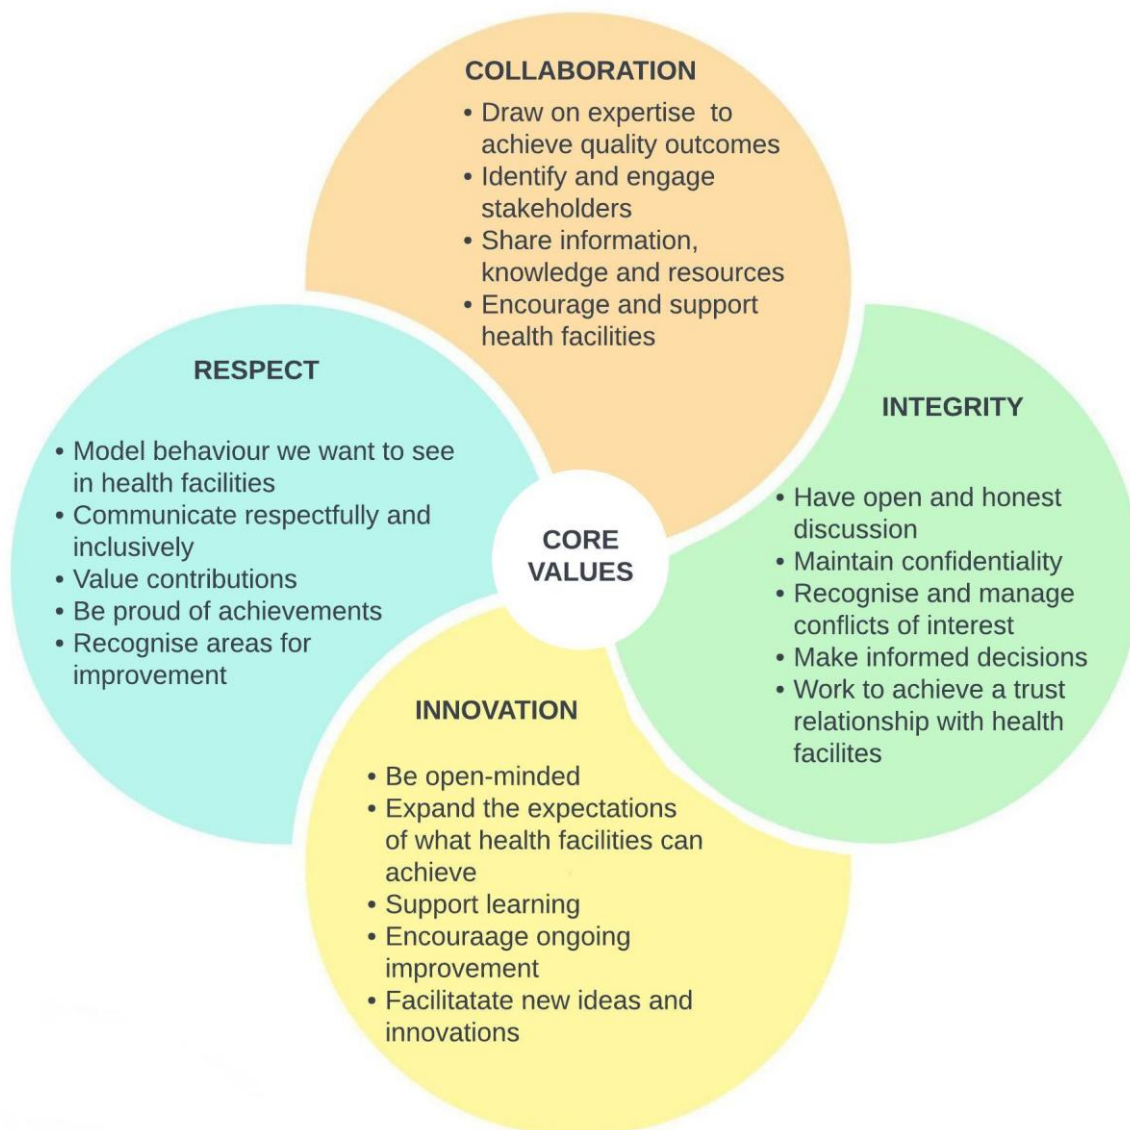 COLLABORATION
• Draw on expertise to
achieve quality outcomes
• Identify and engage
stakeholders
• Share information,
knowledge and resources
• Encourage and support
health facilities
RESPECT
• Model behaviour we want to see
in health facilities
• Communicate respectfully and
inclusively
• Value contributions
• Be proud of achievements
• Recognise areas for
improvement
CORE
VALUES
INTEGRITY
• Have open and honest
discussion
• Maintain confidentiality
• Recognise and manage
conflicts of interest
• Make informed decisions
• Work to achieve a trust
relationship with health
facilites
INNOVATION
• Be open-minded
• Expand the expectations
of what health facilities can
achieve
• Support learning
• Encouraage ongoing
improvement
• Facilitatate new ideas and
innovations